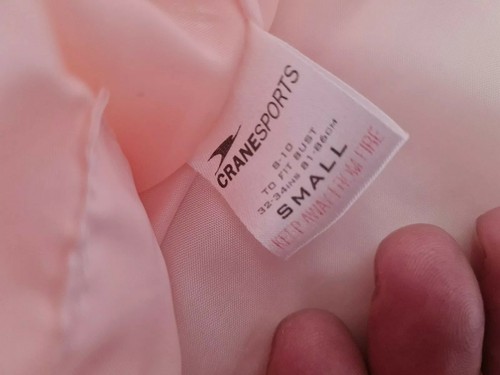 CRANESPORTS
8-10
TO FIT BUST
32-34INS 81-86CM
SMALL
KEEP AWAY FROM FIRE